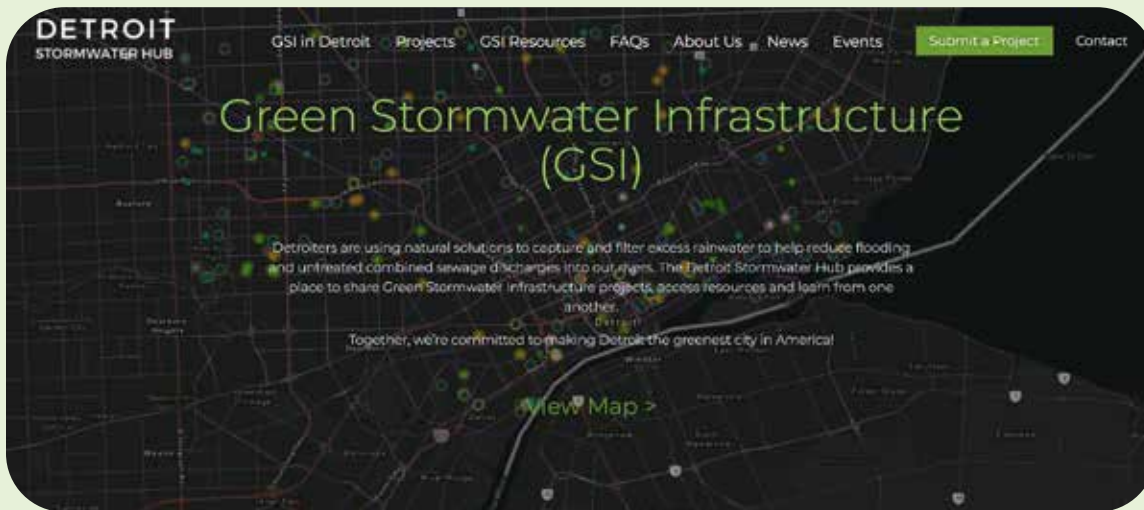 DETROIT
STORMWATER HUB
GSI in Detroit Projects GSI Resources FAQs About Us News Events Submit a Project Contact
Green Stormwater Infrastructure
(GSI)
Detroiters are using natural solutions to capture and filter excess rainwater to help reduce flooding
and untreated combined sewage discharges into our rivers. The Detroit Stormwater Hub provides a
place to share Green Stormwater Infrastructure projects, access resources and learn from one
another.
Detroit
Together, we're committed to making Detroit the greenest city in America!
Windsor
View Map >